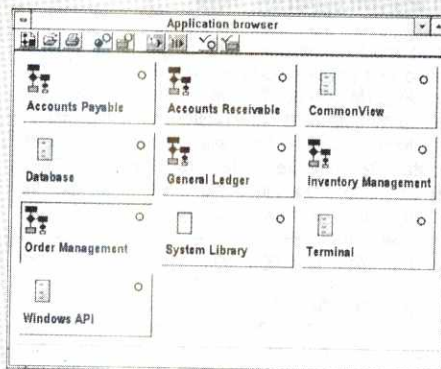 Application browser
Accounts Payable
Accounts Receivable
CommonView
Database
General Ledger
Inventory Management
Order Management
System Library
Terminal
Windows API